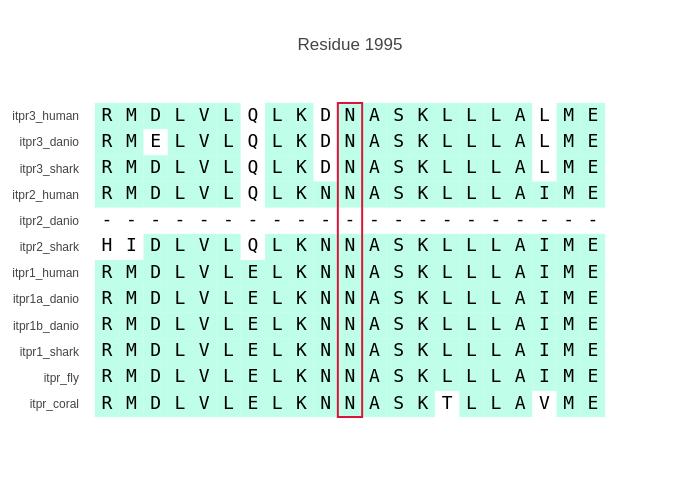 Residue 1995
itpr3_human R M D L V L Q L K D N A S K L L L A L M E
itpr3_danio R M E L V L Q L K D N A S K L L L A L M E
itpr3_shark R M D L V L Q L K D N A S K L L L A L M E
itpr2_human R M D L V L Q L K N N A S K L L L A I M E
itpr2_danio - - - - - - - - - - - - - - - - - - - - -
itpr2_shark H I D L V L Q L K N N A S K L L L A I M E
itpr1_human R M D L V L E L K N N A S K L L L A I M E
itpr1a_danio R M D L V L E L K N N A S K L L L A I M E
itpr1b_danio R M D L V L E L K N N A S K L L L A I M E
itpr1_shark R M D L V L E L K N N A S K L L L A I M E
itpr_fly R M D L V L E L K N N A S K L L L A I M E
itpr_coral R M D L V L E L K N N A S K T L L A V M E